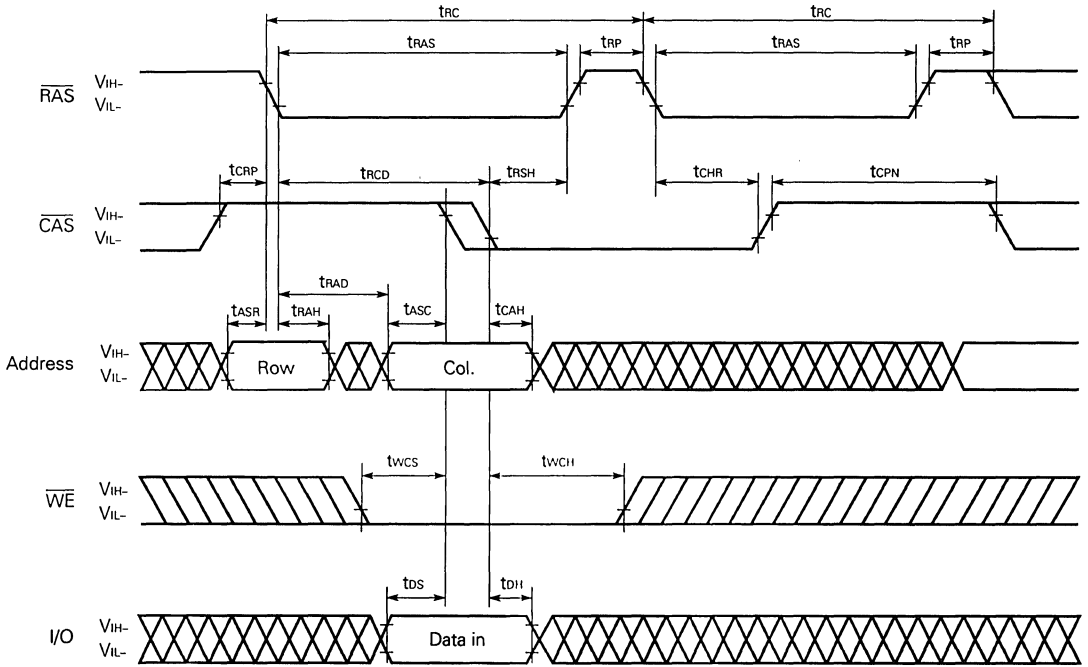 tRC tRC
tRAS tRP tRAS tRP
RAS VIH– VIL–
tCRP tRCD tRSH tCHR tCPN
CAS VIH– VIL–
tRAD
tASR tRAH tASC tCAH
Address VIH– VIL– Row Col.
tWCS tWCH
WE VIH– VIL–
tDS tDH
I/O VIH– VIL– Data in